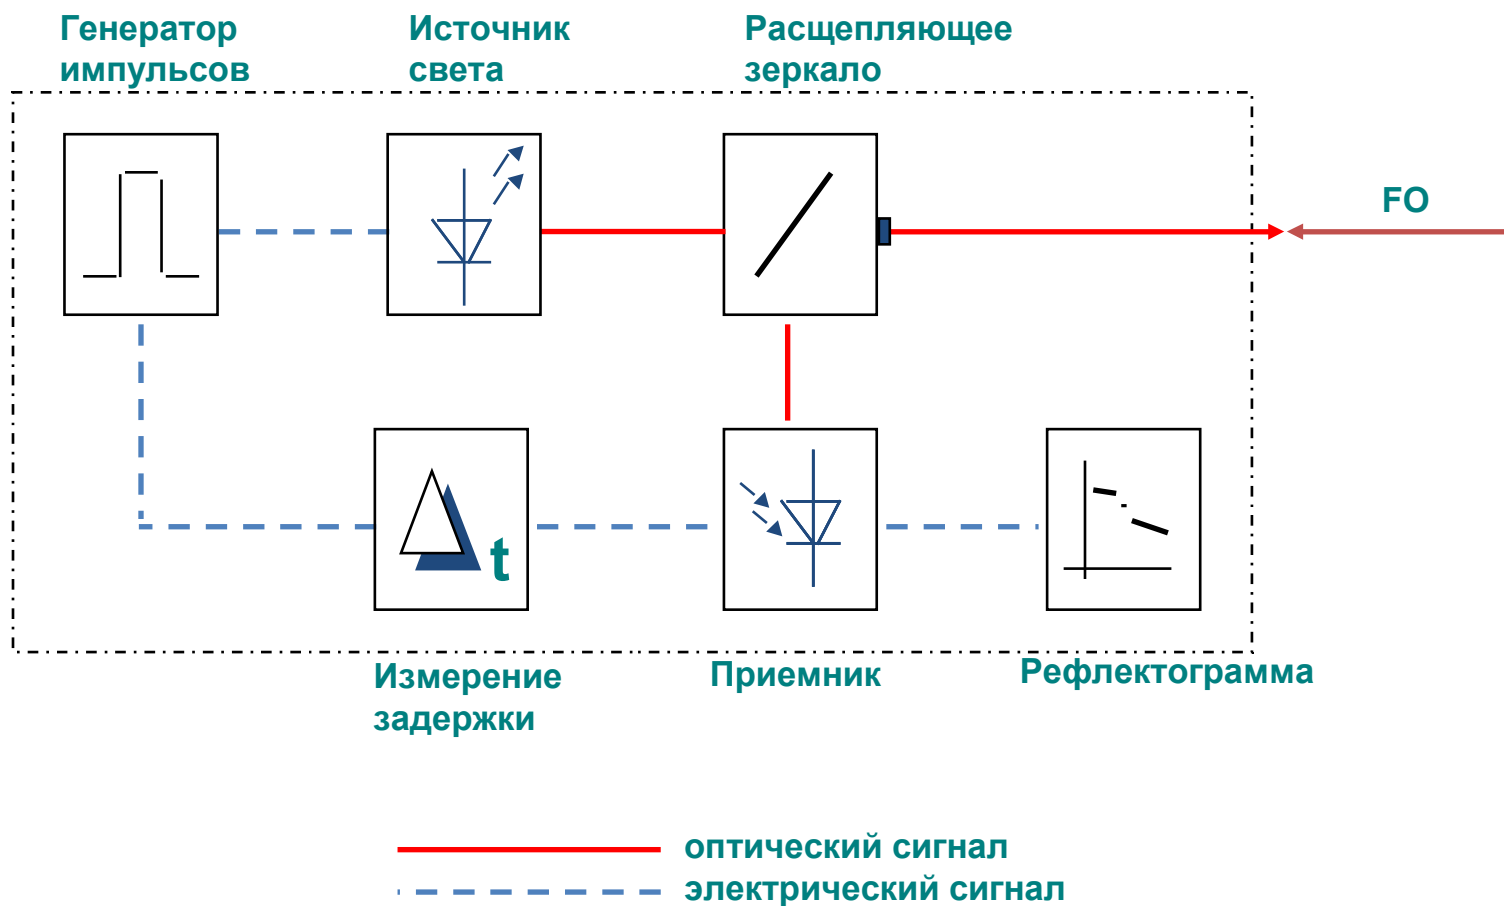 Генератор
импульсов
Источник
света
Расщепляющее
зеркало
FO
t
Измерение
задержки
Приемник
Рефлектограмма
оптический сигнал
электрический сигнал